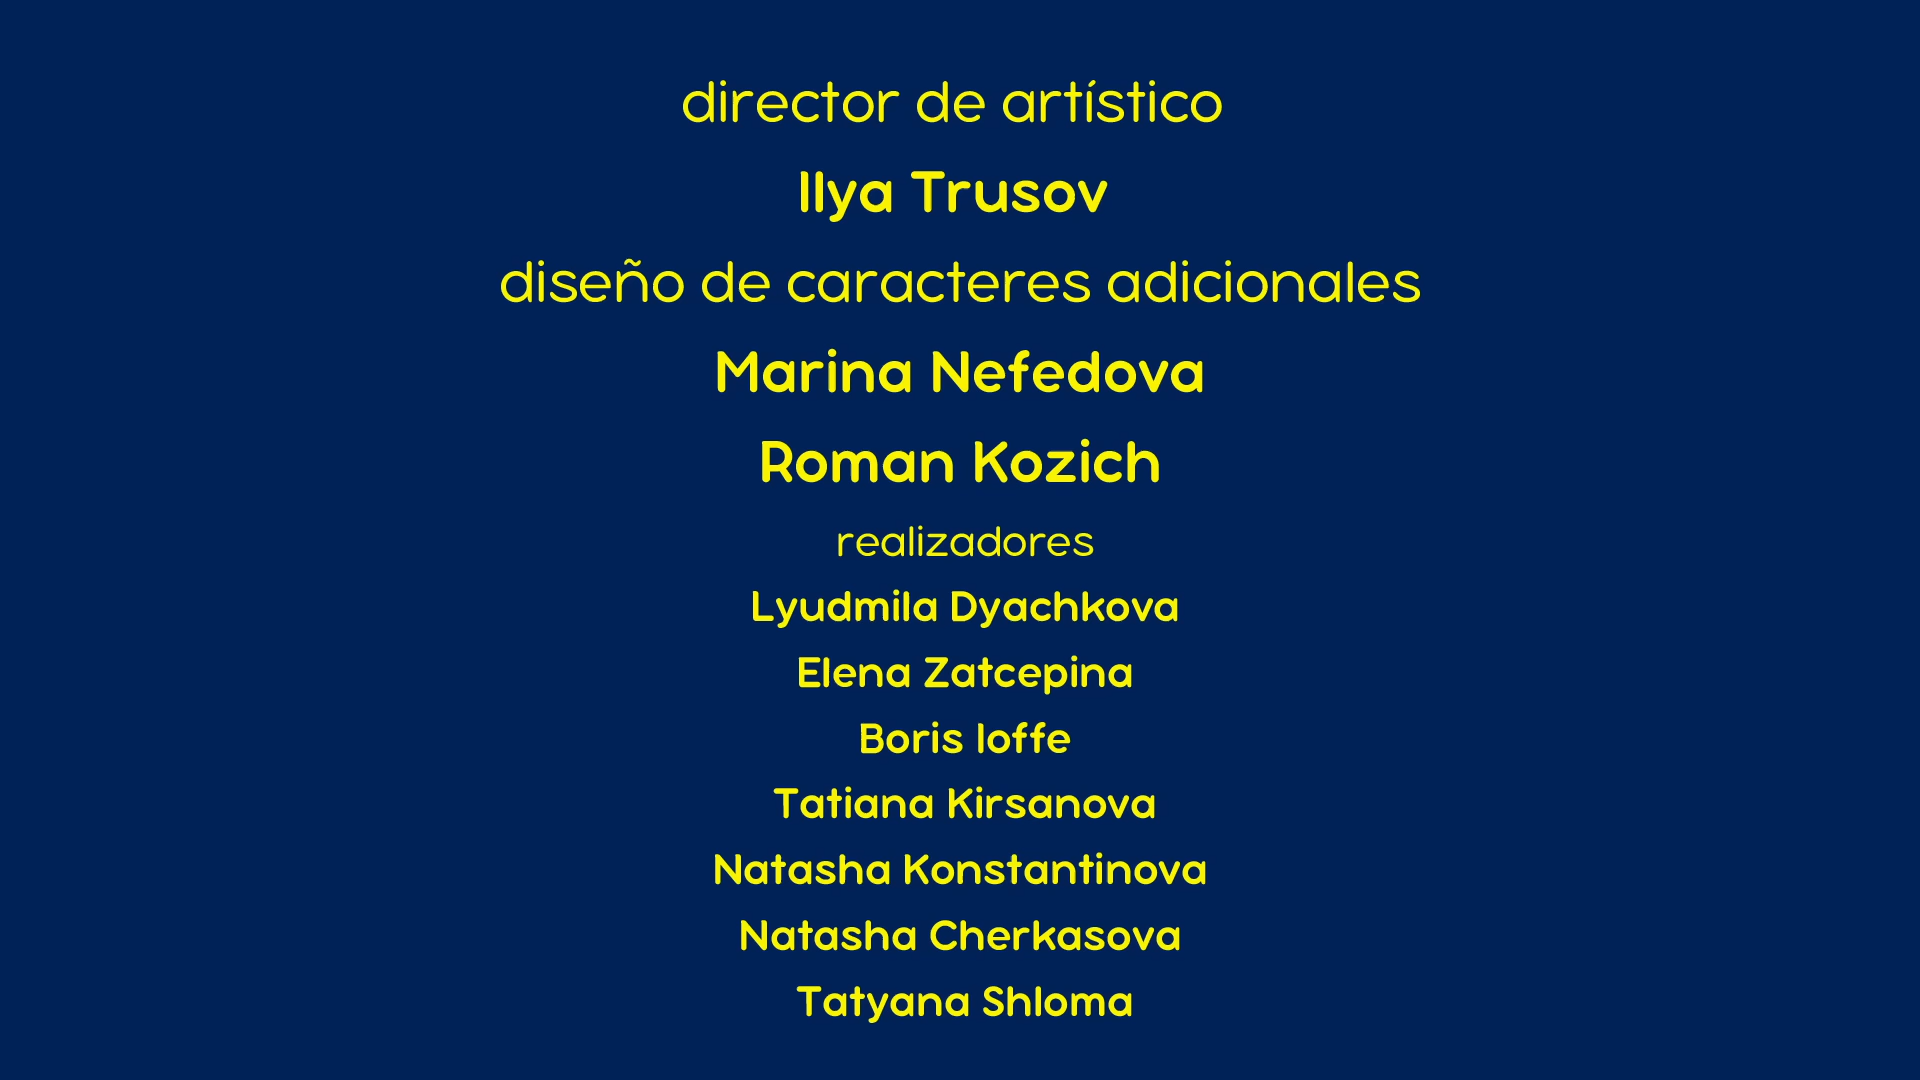 director de artístico
Ilya Trusov
diseño de caracteres adicionales
Marina Nefedova
Roman Kozich
realizadores
Lyudmila Dyachkova
Elena Zatcepina
Boris Ioffe
Tatiana Kirsanova
Natasha Konstantinova
Natasha Cherkasova
Tatyana Shloma